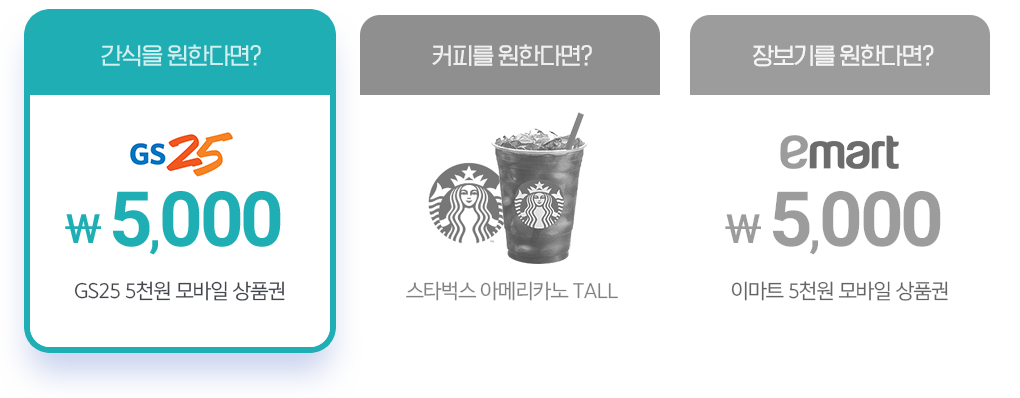 간식을 원한다면?
GS25
₩ 5,000
GS25 5천원 모바일 상품권
커피를 원한다면?
스타벅스 아메리카노 TALL
장보기를 원한다면?
emart
₩ 5,000
이마트 5천원 모바일 상품권